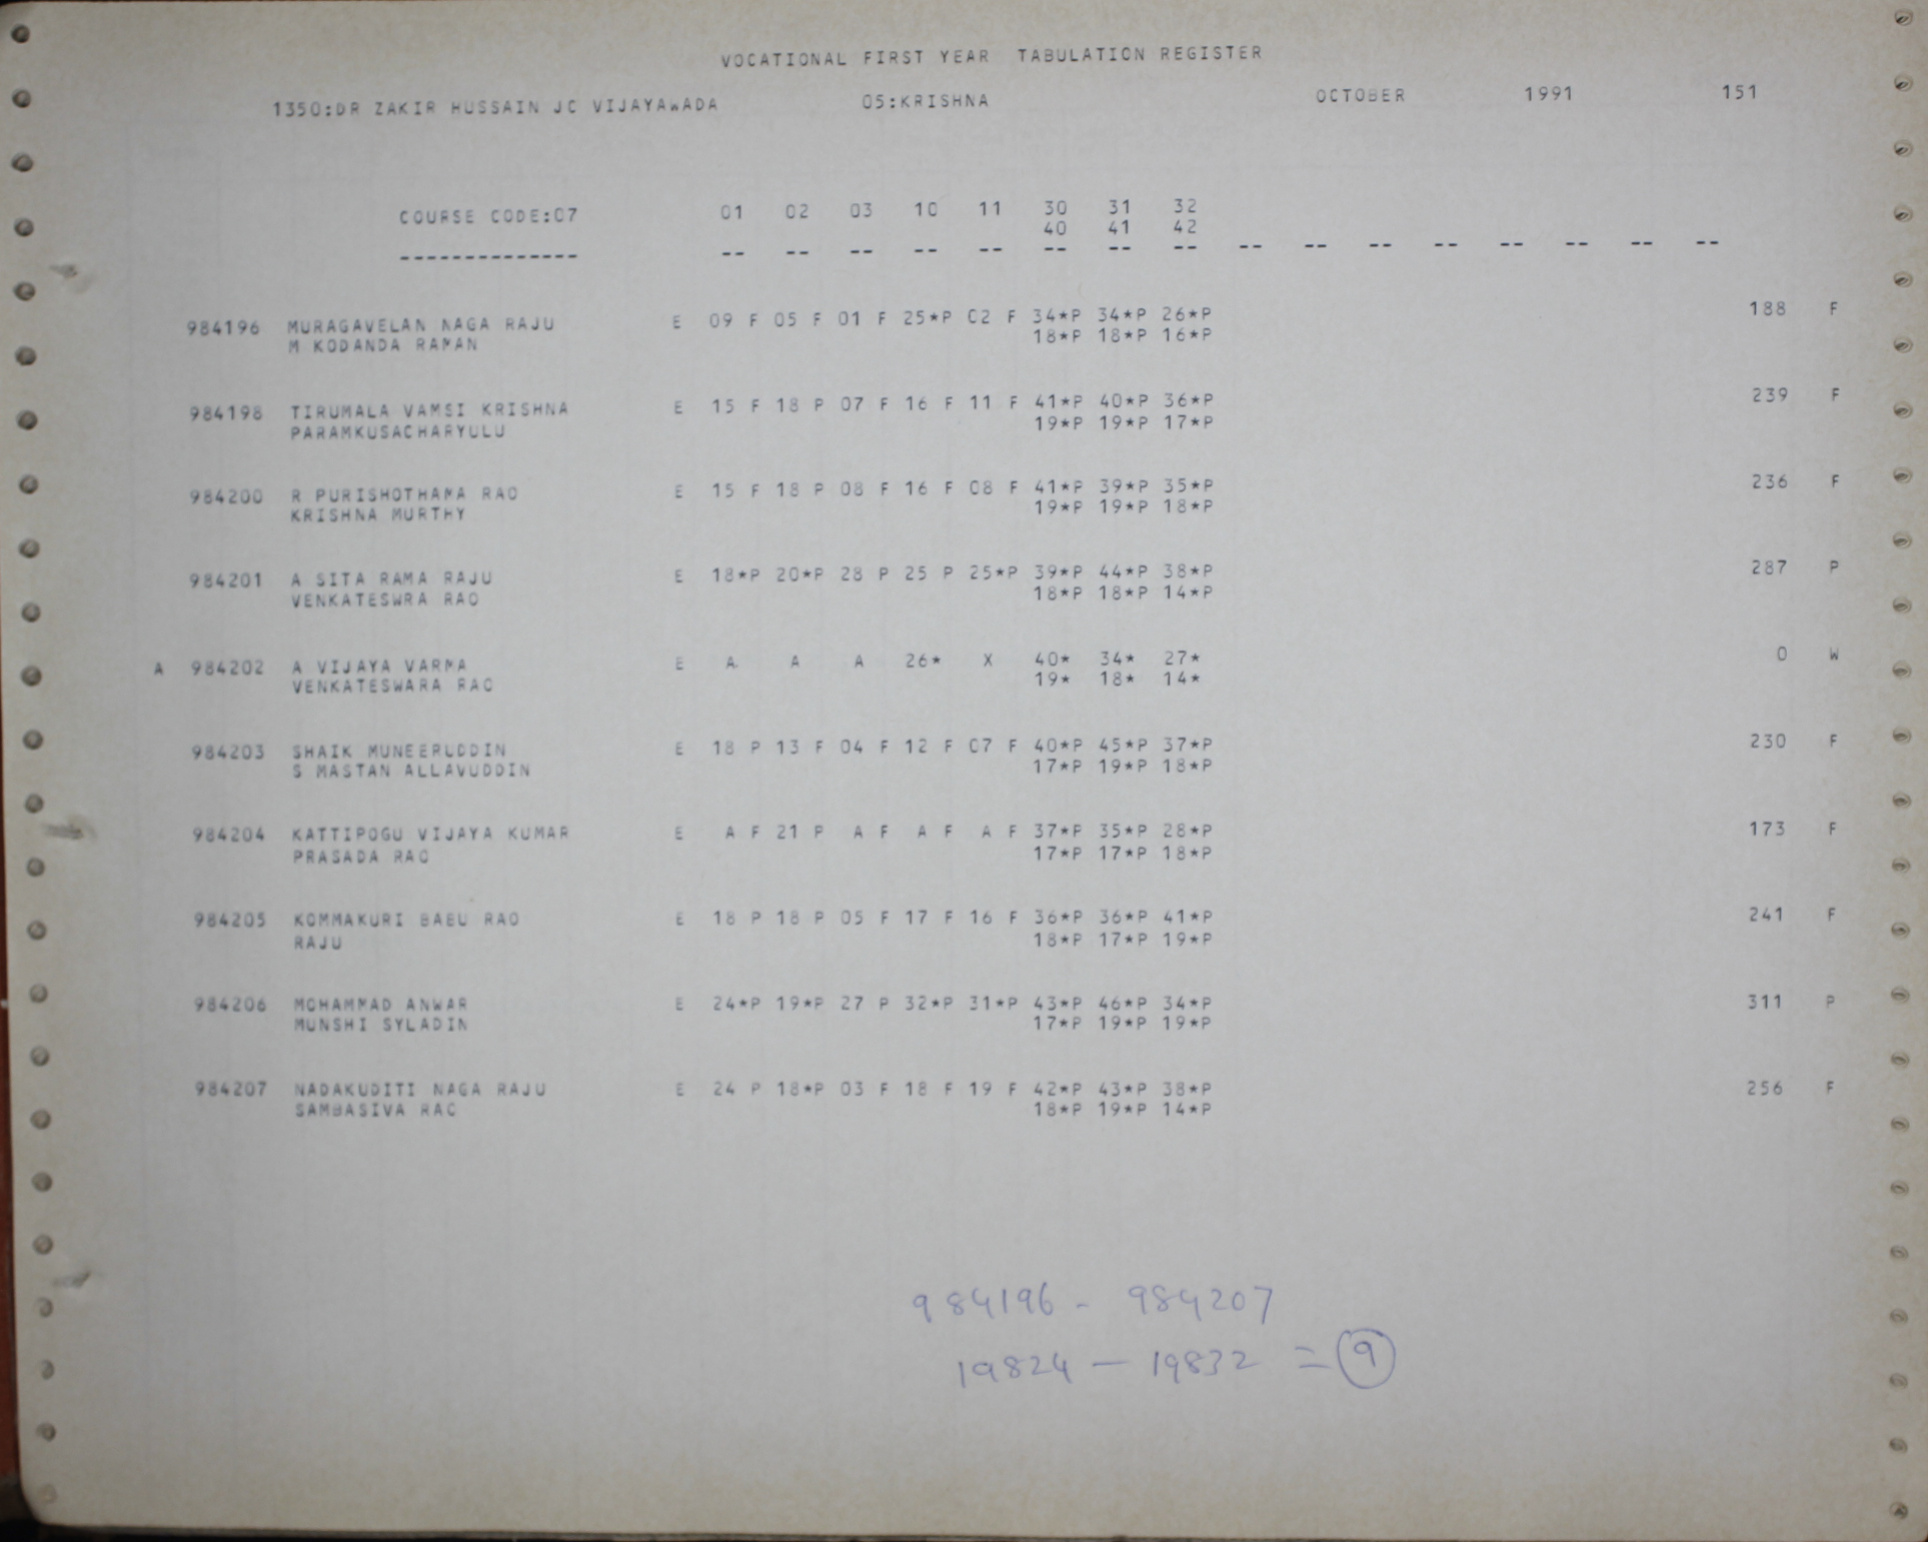 VOCATIONAL FIRST YEAR TABULATION REGISTER
1350:DR ZAKIR HUSSAIN JC VIJAYAWADA 05:KRISHNA OCTOBER 1991 151
COURSE CODE:07 01 02 03 10 11 30 31 32
40 41 42
-------------- -- -- -- -- -- -- -- -- -- -- -- -- -- -- -- --
984196 MURAGAVELAN NAGA RAJU E 09 F 05 F 01 F 25*P 02 F 34*P 34*P 26*P 188 F
M KODANDA RAMAN 18*P 18*P 16*P
984198 TIRUMALA VAMSI KRISHNA E 15 F 18 P 07 F 16 F 11 F 41*P 40*P 36*P 239 F
PARAMKUSACHARYULU 19*P 19*P 17*P
984200 R PURISHOTHAMA RAO E 15 F 18 P 08 F 16 F 08 F 41*P 39*P 35*P 236 F
KRISHNA MURTHY 19*P 19*P 18*P
984201 A SITA RAMA RAJU E 18*P 20*P 28 P 25 P 25*P 39*P 44*P 38*P 287 P
VENKATESWRA RAO 18*P 18*P 14*P
A 984202 A VIJAYA VARMA E A A A 26* X 40* 34* 27* 0 W
VENKATESWARA RAO 19* 18* 14*
984203 SHAIK MUNEERUDDIN E 18 P 13 F 04 F 12 F 07 F 40*P 45*P 37*P 230 F
S MASTAN ALLAVUDDIN 17*P 19*P 18*P
984204 KATTIPOGU VIJAYA KUMAR E A F 21 P A F A F A F 37*P 35*P 28*P 173 F
PRASADA RAO 17*P 17*P 18*P
984205 KOMMAKURI BABU RAO E 18 P 18 P 05 F 17 F 16 F 36*P 36*P 41*P 241 F
RAJU 18*P 17*P 19*P
984206 MOHAMMAD ANWAR E 24*P 19*P 27 P 32*P 31*P 43*P 46*P 34*P 311 P
MUNSHI SYLADIN 17*P 19*P 19*P
984207 NADAKUDITI NAGA RAJU E 24 P 18*P 03 F 18 F 19 F 42*P 43*P 38*P 256 F
SAMBASIVA RAO 18*P 19*P 14*P
984196 - 984207
19824 — 19832 = 9